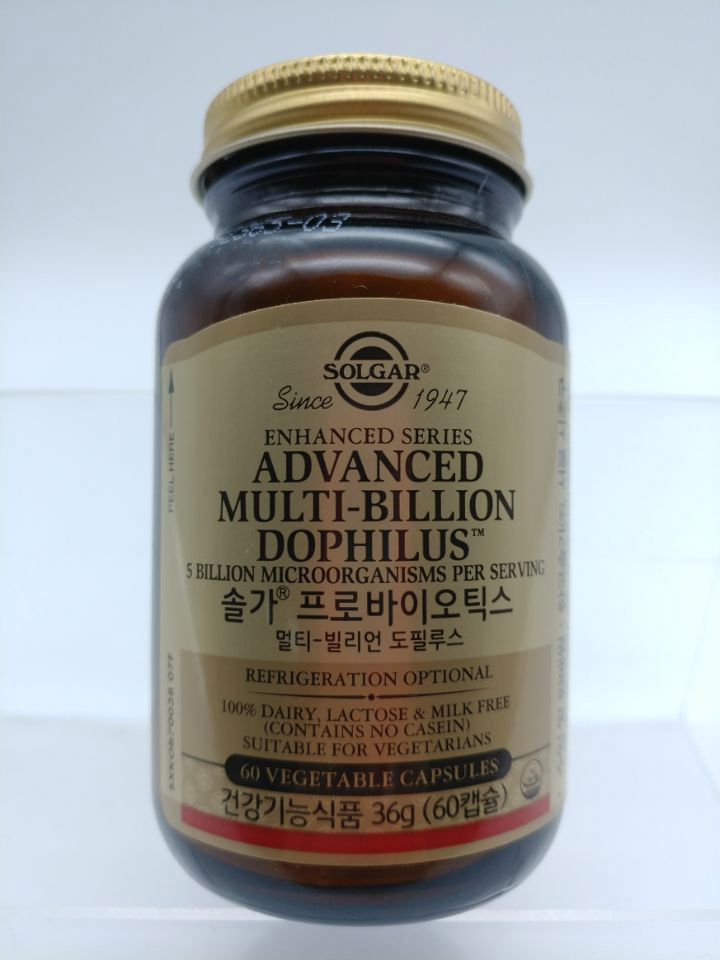 SOLGAR®
Since 1947
ENHANCED SERIES
ADVANCED
MULTI-BILLION
DOPHILUS™
5 BILLION MICROORGANISMS PER SERVING
솔가® 프로바이오틱스
멀티-빌리언 도필루스
REFRIGERATION OPTIONAL
100% DAIRY, LACTOSE & MILK FREE
(CONTAINS NO CASEIN)
SUITABLE FOR VEGETARIANS
60 VEGETABLE CAPSULES
건강기능식품 36g (60캡슐)
PEEL HERE